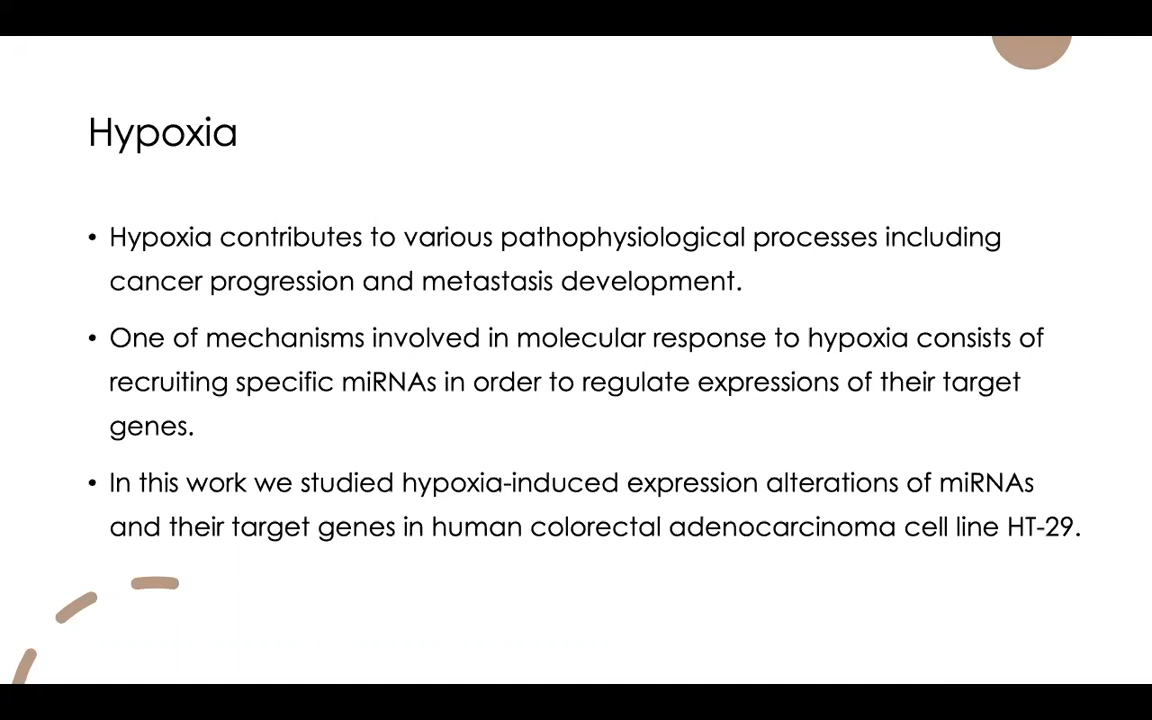 Hypoxia
• Hypoxia contributes to various pathophysiological processes including
cancer progression and metastasis development.
• One of mechanisms involved in molecular response to hypoxia consists of
recruiting specific miRNAs in order to regulate expressions of their target
genes.
• In this work we studied hypoxia-induced expression alterations of miRNAs
and their target genes in human colorectal adenocarcinoma cell line HT-29.